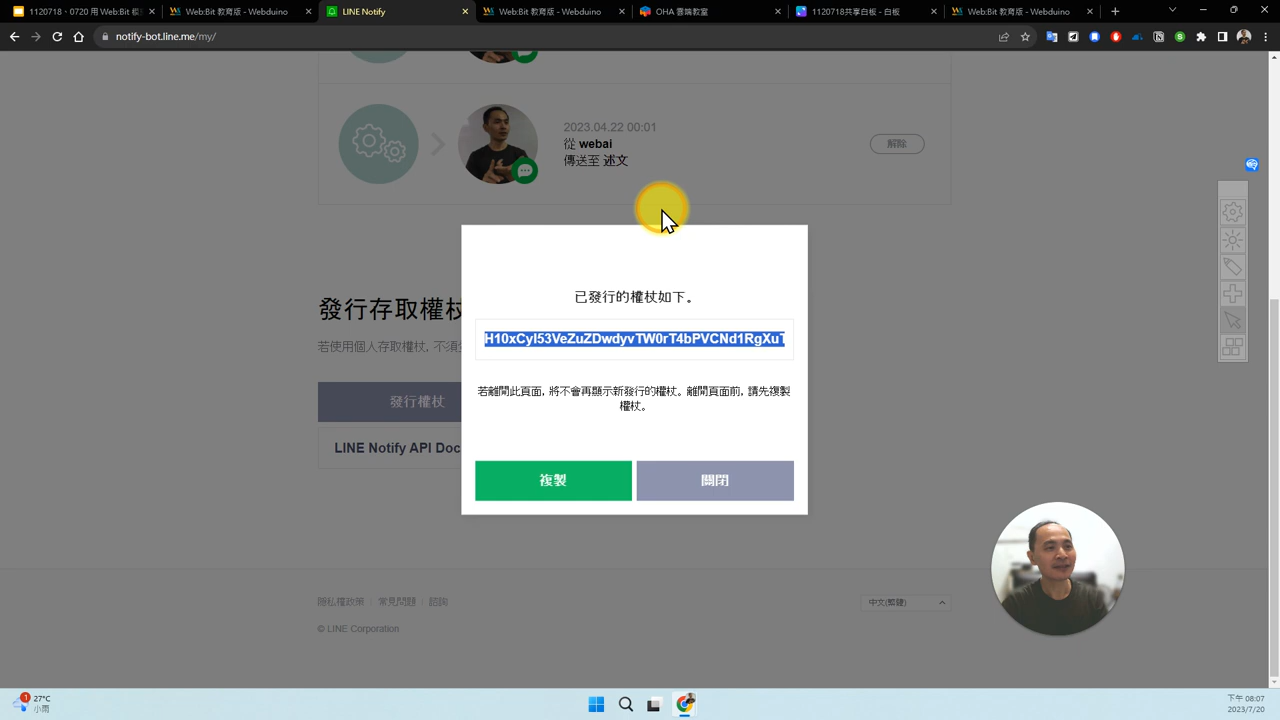 1120718 - 0720 用 Web:Bit 模
Web:Bit 教育版 - Webduino
LINE Notify
Web:Bit 教育版 - Webduino
OHA 雲端教室
1120718共享白板 - 白板
Web:Bit 教育版 - Webduino
notify-bot.line.me/my/
2023.04.22 00:01
從 webai
傳送至 述文
解除
已發行的權杖如下。
發行存取權杖
H10xCyl53VeZuZDwdyvTW0rT4bPVCNd1RgXu
若使用個人存取權杖, 不須
若離開此頁面, 將不會再顯示新發行的權杖。離開頁面前, 請先複製
權杖。
發行權杖
LINE Notify API Doc
複製
關閉
隱私權政策 | 常見問題 | 諮詢
中文(繁體)
© LINE Corporation
1
27°C
小雨
下午 08:07
2023/7/20